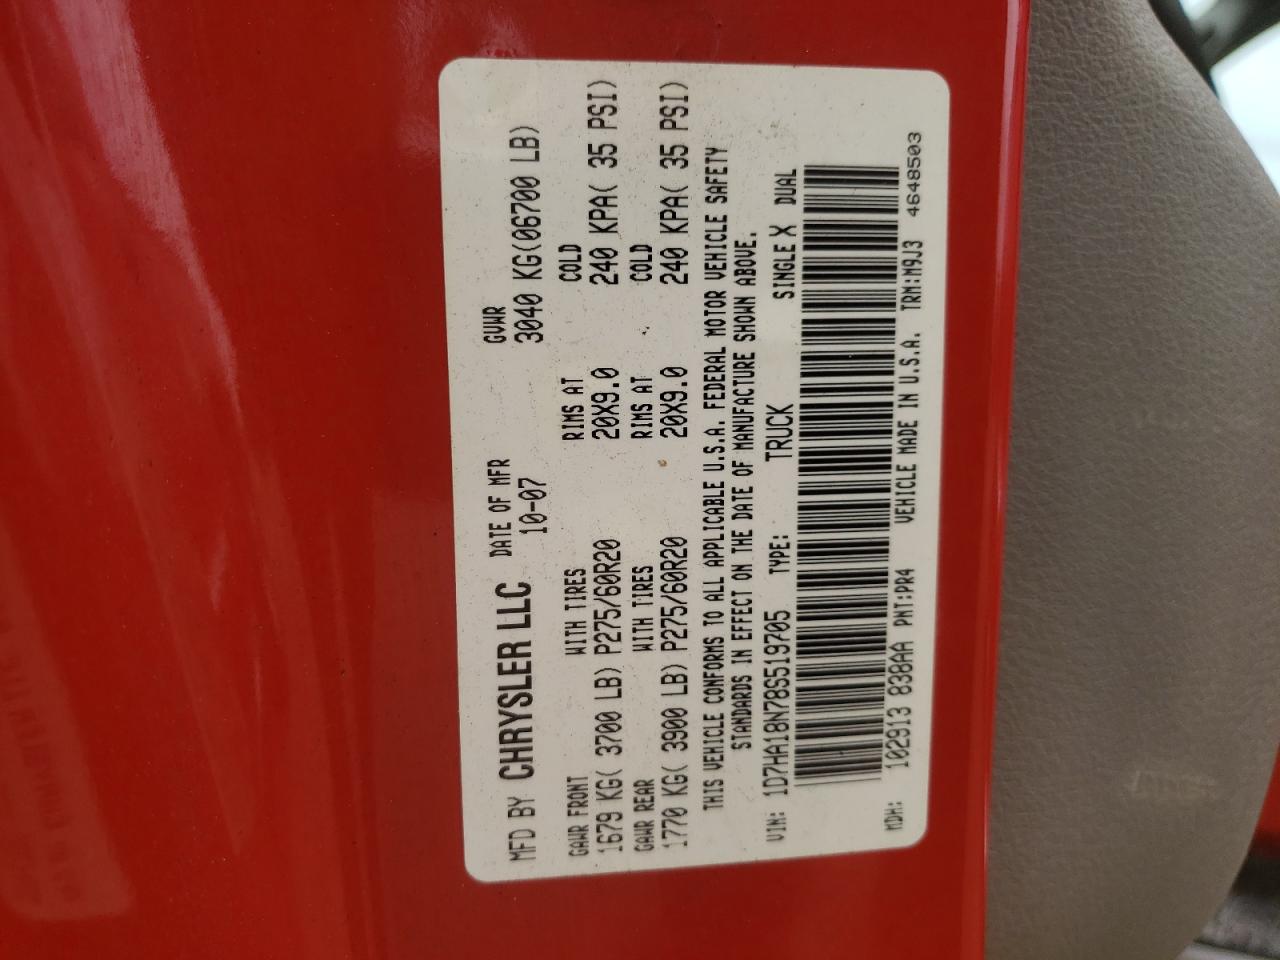 MFD BY CHRYSLER LLC DATE OF MFR GVWR
10-07 3040 KG(06700 LB)
GAWR FRONT WITH TIRES RIMS AT COLD
1679 KG( 3700 LB) P275/60R20 20X9.0 240 KPA( 35 PSI)
GAWR REAR WITH TIRES RIMS AT COLD
1770 KG( 3900 LB) P275/60R20 20X9.0 240 KPA( 35 PSI)
THIS VEHICLE CONFORMS TO ALL APPLICABLE U.S.A. FEDERAL MOTOR VEHICLE SAFETY
STANDARDS IN EFFECT ON THE DATE OF MANUFACTURE SHOWN ABOVE.
VIN: 1D7HA18N78S519705 TYPE: TRUCK SINGLE X DUAL
MDH: 102913 838AA PNT:PR4 VEHICLE MADE IN U.S.A. TRM:M9J3 4648503